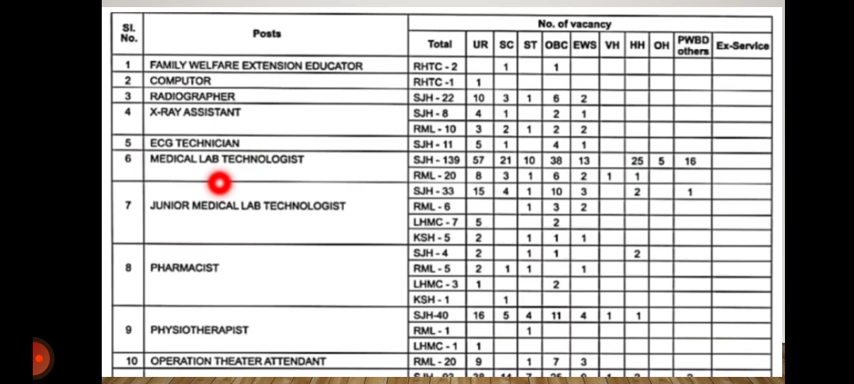 Sl. No. Posts No. of vacancy
Total UR SC ST OBC EWS VH HH OH PWBD others Ex-Service
1 FAMILY WELFARE EXTENSION EDUCATOR RHTC - 2 1 1
2 COMPUTOR RHTC -1 1
3 RADIOGRAPHER SJH - 22 10 3 1 6 2
4 X-RAY ASSISTANT SJH - 8 4 1 2 1
RML - 10 3 2 1 2 2
5 ECG TECHNICIAN SJH - 11 5 1 4 1
6 MEDICAL LAB TECHNOLOGIST SJH - 139 57 21 10 38 13 25 5 16
RML - 20 8 3 1 6 2 1 1
SJH - 33 15 4 1 10 3 2 1
7 JUNIOR MEDICAL LAB TECHNOLOGIST RML - 6 1 3 2
LHMC - 7 5 2
KSH - 5 2 1 1 1
SJH - 4 2 1 1 2
8 PHARMACIST RML - 5 2 1 1 1
LHMC - 3 1 2
KSH - 1 1
SJH-40 16 5 4 11 4 1 1
9 PHYSIOTHERAPIST RML - 1 1
LHMC - 1 1
10 OPERATION THEATER ATTENDANT RML - 20 9 1 7 3